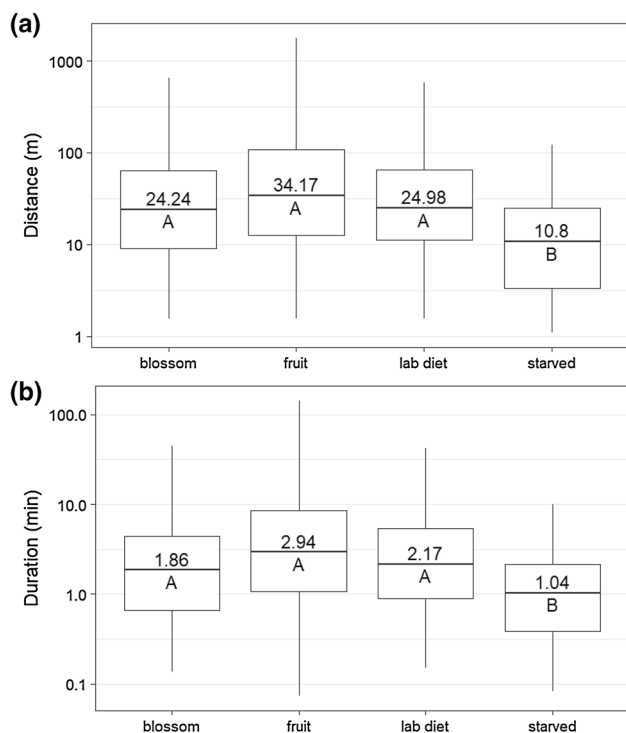 (a)
Distance (m)
1000
100
10
1
24.24
A
34.17
A
24.98
A
10.8
B
blossom fruit lab diet starved
(b)
Duration (min)
100.0
10.0
1.0
0.1
1.86
A
2.94
A
2.17
A
1.04
B
blossom fruit lab diet starved